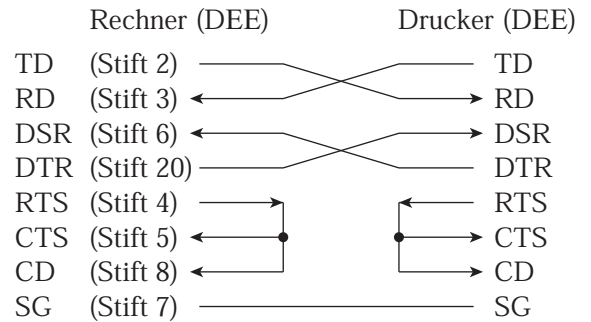 Rechner (DEE) Drucker (DEE)
TD (Stift 2) TD
RD (Stift 3) RD
DSR (Stift 6) DSR
DTR (Stift 20) DTR
RTS (Stift 4) RTS
CTS (Stift 5) CTS
CD (Stift 8) CD
SG (Stift 7) SG